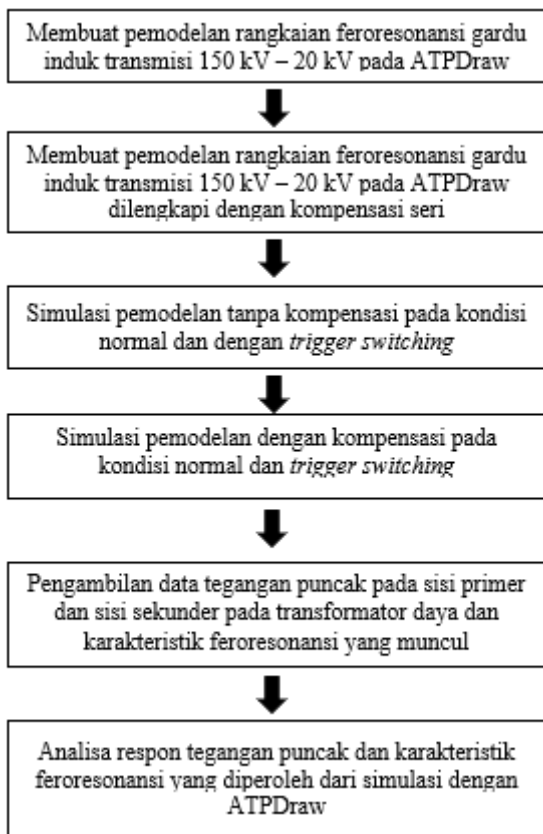 Membuat pemodelan rangkaian feroresonansi gardu
induk transmisi 150 kV – 20 kV pada ATPDraw
Membuat pemodelan rangkaian feroresonansi gardu
induk transmisi 150 kV – 20 kV pada ATPDraw
dilengkapi dengan kompensasi seri
Simulasi pemodelan tanpa kompensasi pada kondisi
normal dan dengan trigger switching
Simulasi pemodelan dengan kompensasi pada
kondisi normal dan trigger switching
Pengambilan data tegangan puncak pada sisi primer
dan sisi sekunder pada transformator daya dan
karakteristik feroresonansi yang muncul
Analisa respon tegangan puncak dan karakteristik
feroresonansi yang diperoleh dari simulasi dengan
ATPDraw